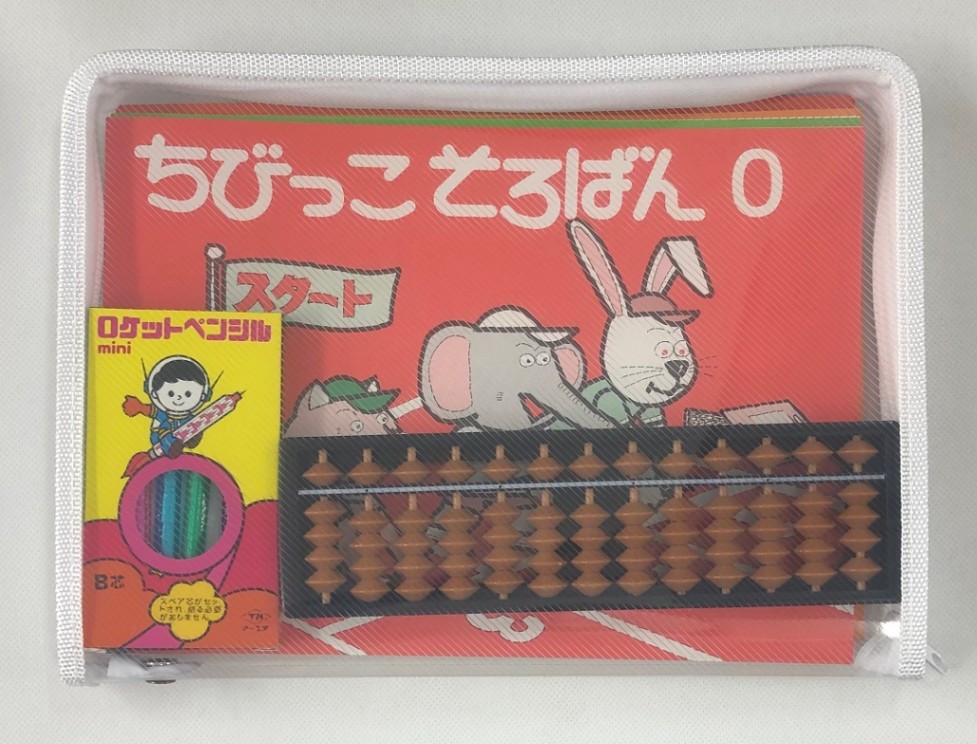 ちびっこそろばん 0
スタート
ロケットペンシル
mini
B芯
スペア芯がセッ
トされ、削る必要
がありません。